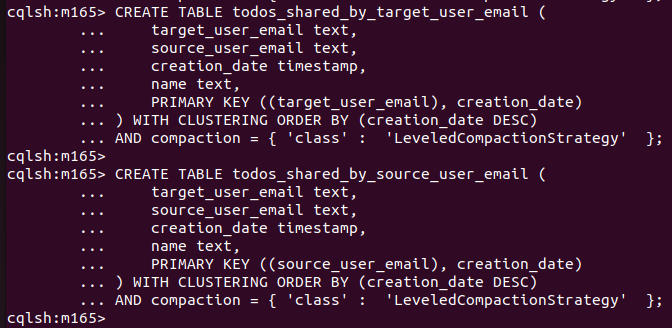 cqlsh:m165> CREATE TABLE todos_shared_by_target_user_email (
        ...     target_user_email text,
        ...     source_user_email text,
        ...     creation_date timestamp,
        ...     name text,
        ...     PRIMARY KEY ((target_user_email), creation_date)
        ... ) WITH CLUSTERING ORDER BY (creation_date DESC)
        ... AND compaction = { 'class' :  'LeveledCompactionStrategy'  };
cqlsh:m165>
cqlsh:m165> CREATE TABLE todos_shared_by_source_user_email (
        ...     target_user_email text,
        ...     source_user_email text,
        ...     creation_date timestamp,
        ...     name text,
        ...     PRIMARY KEY ((source_user_email), creation_date)
        ... ) WITH CLUSTERING ORDER BY (creation_date DESC)
        ... AND compaction = { 'class' :  'LeveledCompactionStrategy'  };
cqlsh:m165>